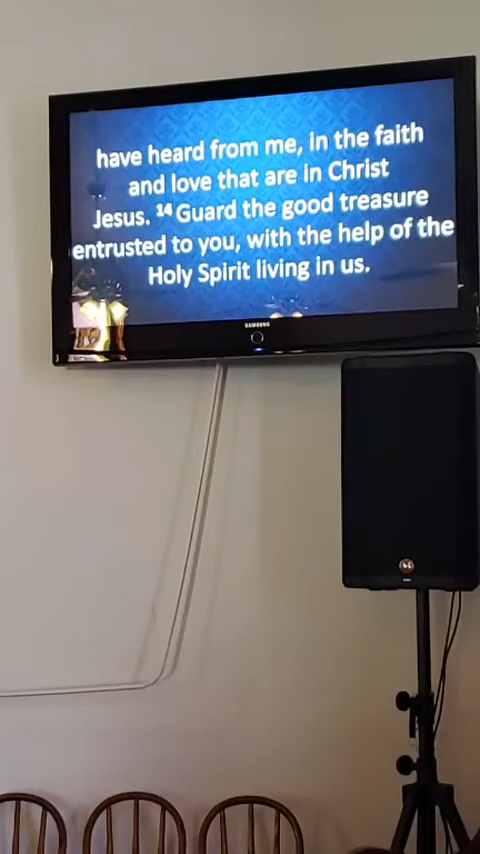 have heard from me, in the faith
and love that are in Christ
Jesus. ¹⁴ Guard the good treasure
entrusted to you, with the help of the
Holy Spirit living in us.
SAMSUNG